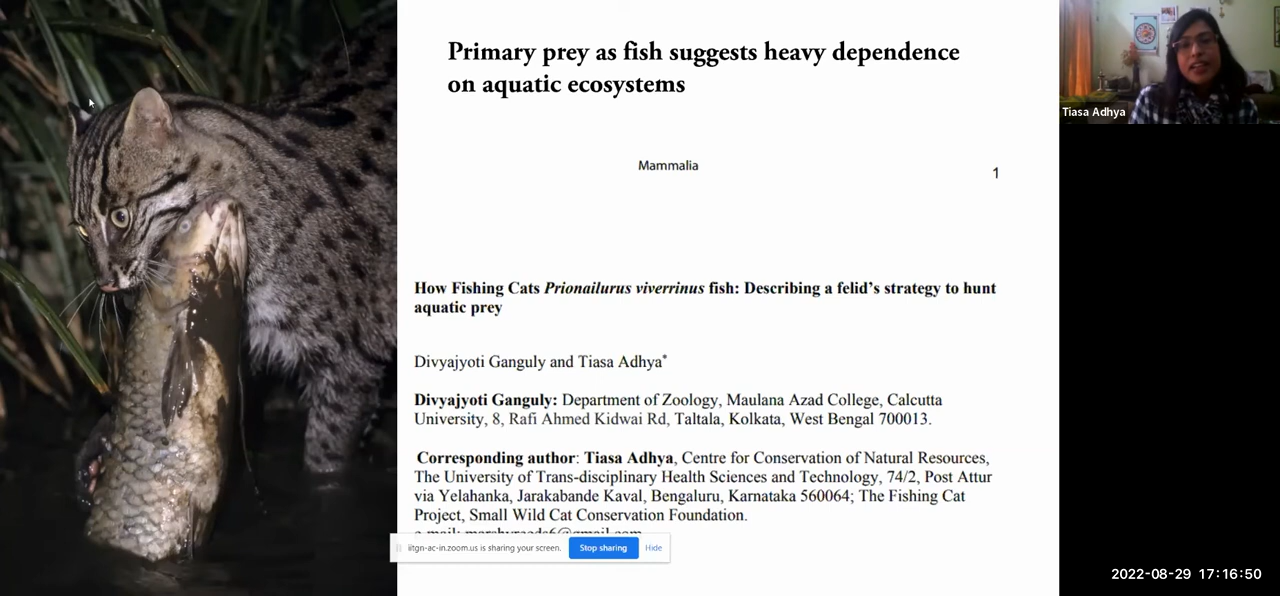 Primary prey as fish suggests heavy dependence
on aquatic ecosystems
Mammalia
1
How Fishing Cats Prionailurus viverrinus fish: Describing a felid's strategy to hunt
aquatic prey
Divyajyoti Ganguly and Tiasa Adhya*
Divyajyoti Ganguly: Department of Zoology, Maulana Azad College, Calcutta
University, 8, Rafi Ahmed Kidwai Rd, Taltala, Kolkata, West Bengal 700013.
Corresponding author: Tiasa Adhya, Centre for Conservation of Natural Resources,
The University of Trans-disciplinary Health Sciences and Technology, 74/2, Post Attur
via Yelahanka, Jarakabande Kaval, Bengaluru, Karnataka 560064; The Fishing Cat
Project, Small Wild Cat Conservation Foundation.
iitgn-ac-in.zoom.us is sharing your screen.
Stop sharing
Hide
Tiasa Adhya
2022-08-29 17:16:50